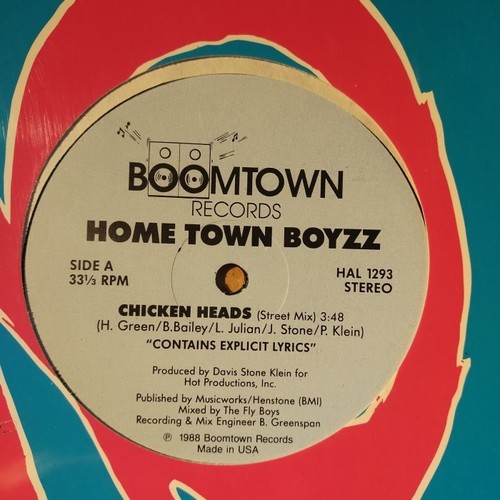 BOOMTOWN
RECORDS
HOME TOWN BOYZZ
SIDE A
33⅓ RPM
HAL 1293
STEREO
CHICKEN HEADS (Street Mix) 3:48
(H. Green/B.Bailey/L. Julian/J. Stone/P. Klein)
"CONTAINS EXPLICIT LYRICS"
Produced by Davis Stone Klein for
Hot Productions, Inc.
Published by Musicworks/Henstone (BMI)
Mixed by The Fly Boys
Recording & Mix Engineer B. Greenspan
℗ 1988 Boomtown Records
Made in USA